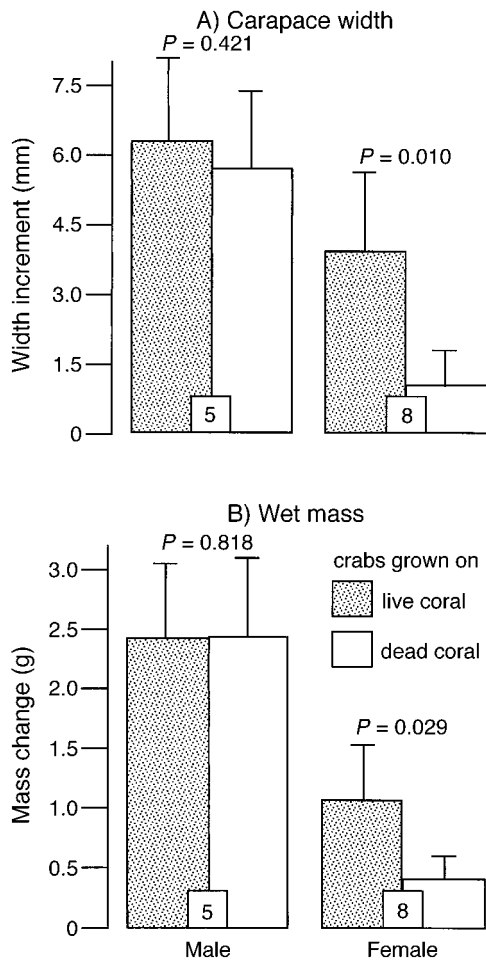 A) Carapace width
P = 0.421
7.5
6.0
P = 0.010
4.5
3.0
1.5
0
Width increment (mm)
5
8
B) Wet mass
P = 0.818
crabs grown on
live coral
dead coral
3.0
2.5
2.0
P = 0.029
1.5
1.0
0.5
0
Mass change (g)
5
8
Male
Female